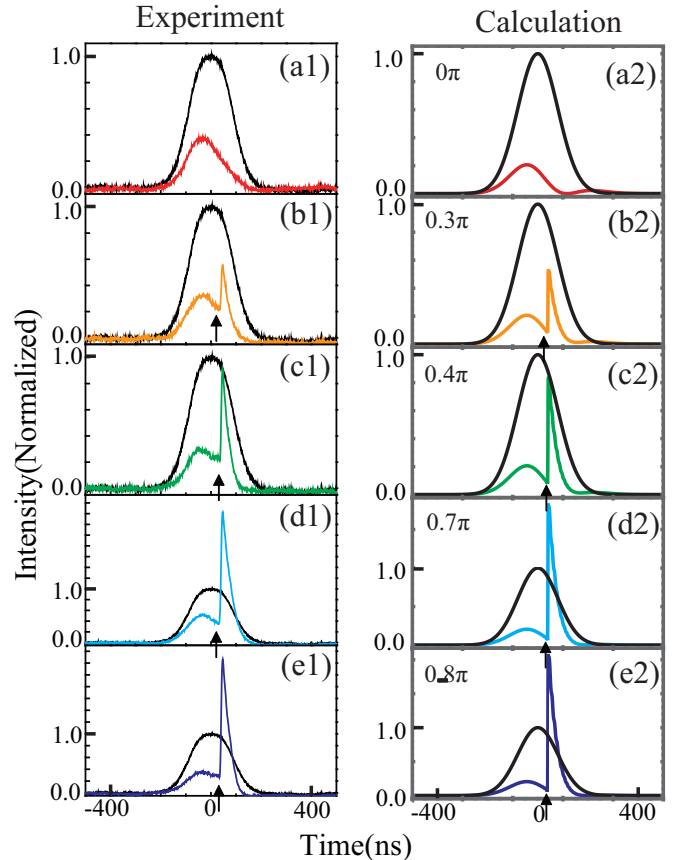 Experiment
Calculation
Intensity(Normalized)
1.0
(a1)
0.0
1.0
0π
(a2)
0.0
1.0
(b1)
0.0
1.0
0.3π
(b2)
0.0
1.0
(c1)
0.0
1.0
0.4π
(c2)
0.0
(d1)
1.0
0.0
0.7π
(d2)
1.0
0.0
(e1)
1.0
0.0
0.8π
(e2)
1.0
0.0
-400
0
400
-400
0
400
Time(ns)